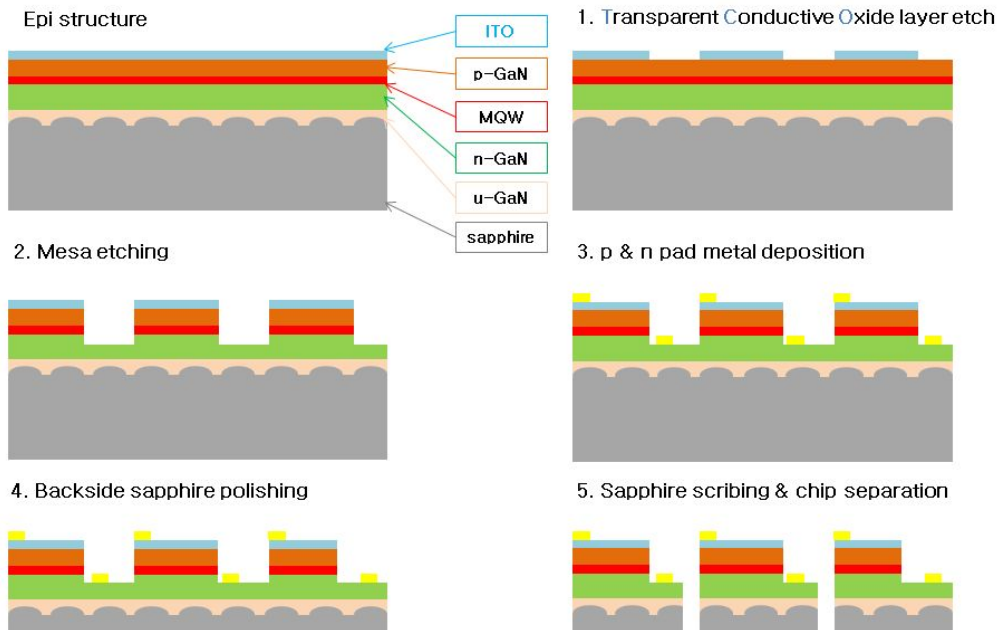 Epi structure
ITO
p-GaN
MQW
n-GaN
u-GaN
sapphire
1. Transparent Conductive Oxide layer etch
2. Mesa etching
3. p & n pad metal deposition
4. Backside sapphire polishing
5. Sapphire scribing & chip separation